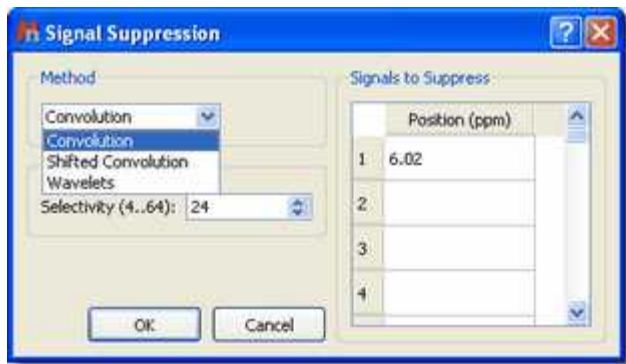 Signal Suppression
Method
Convolution
Convolution
Shifted Convolution
Wavelets
Selectivity (4..64): 24
OK
Cancel
Signals to Suppress
Position (ppm)
1 6.02
2
3
4